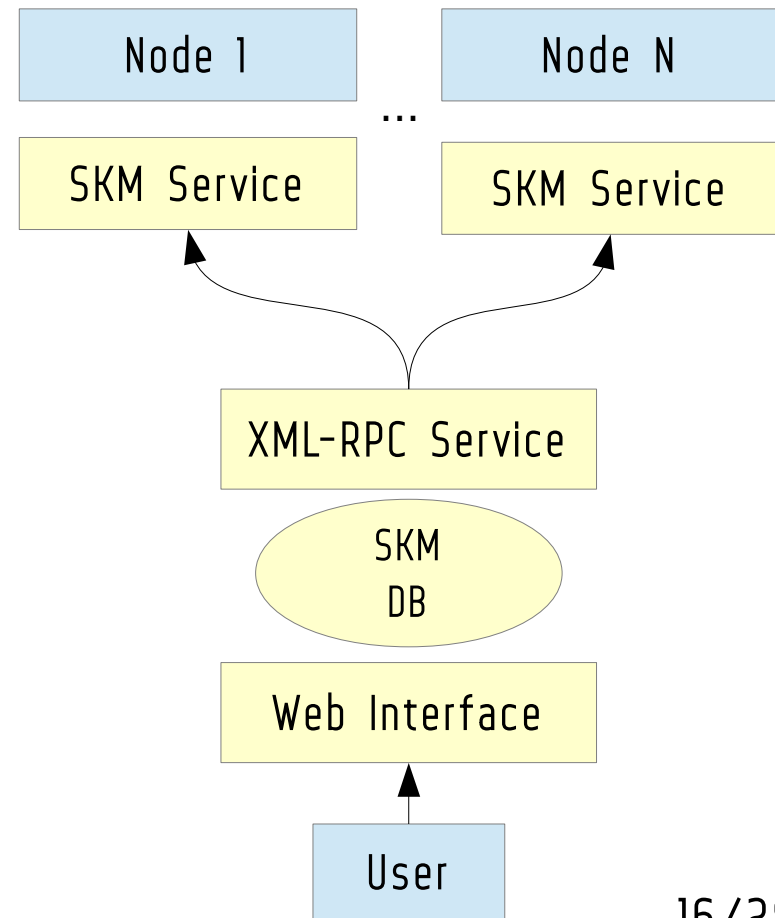 Node 1
Node N
...
SKM Service
SKM Service
XML-RPC Service
SKM
DB
Web Interface
User